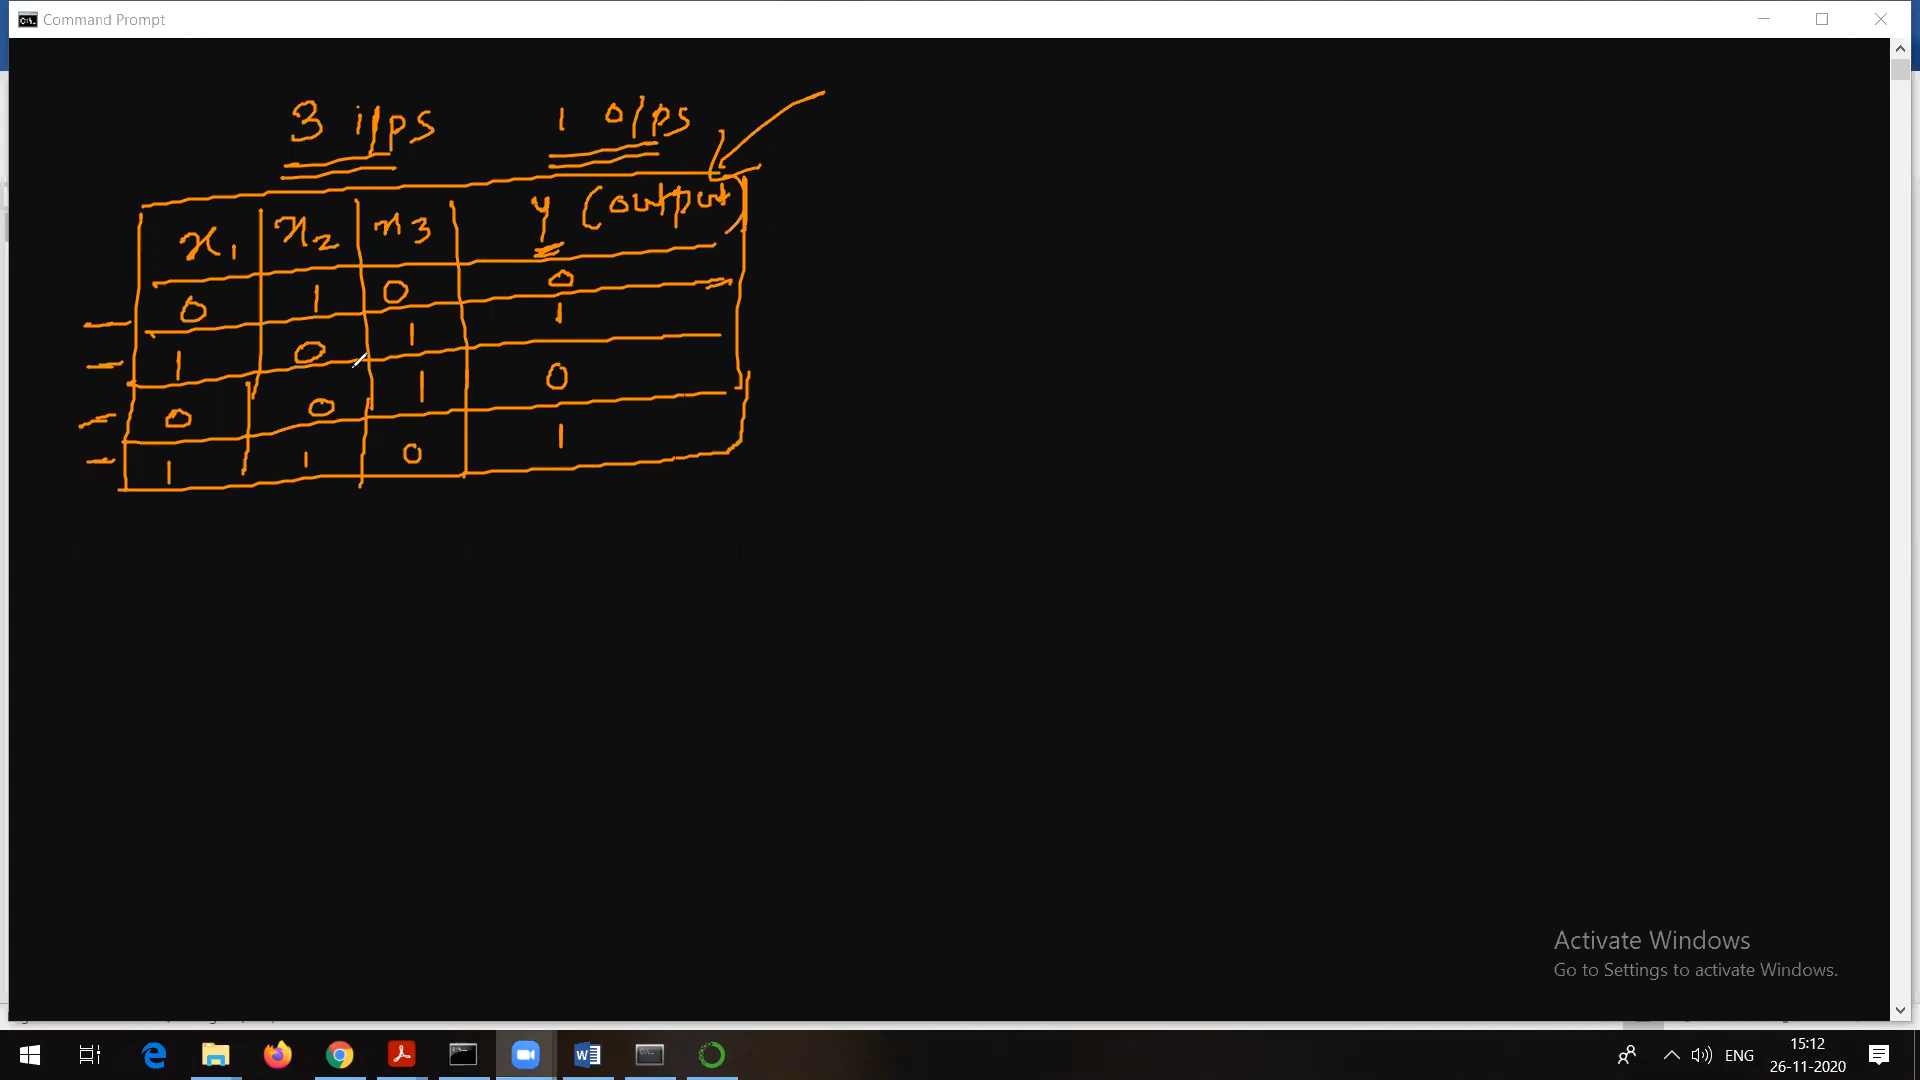 Command Prompt
3 i/ps 1 o/ps
x1 x2 x3 y (output)
0 1 0 0
1 0 1 1
0 0 1 0
1 1 0 1
Activate Windows
Go to Settings to activate Windows.
ENG
15:12
26-11-2020